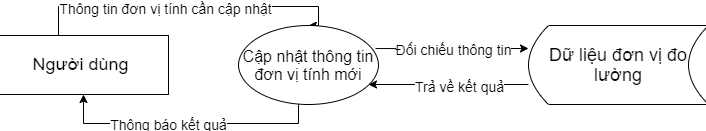 Thông tin đơn vị tính cần cập nhật
Người dùng
Cập nhật thông tin
đơn vị tính mới
Đối chiếu thông tin
Trả về kết quả
Dữ liệu đơn vị đo
lường
Thông báo kết quả